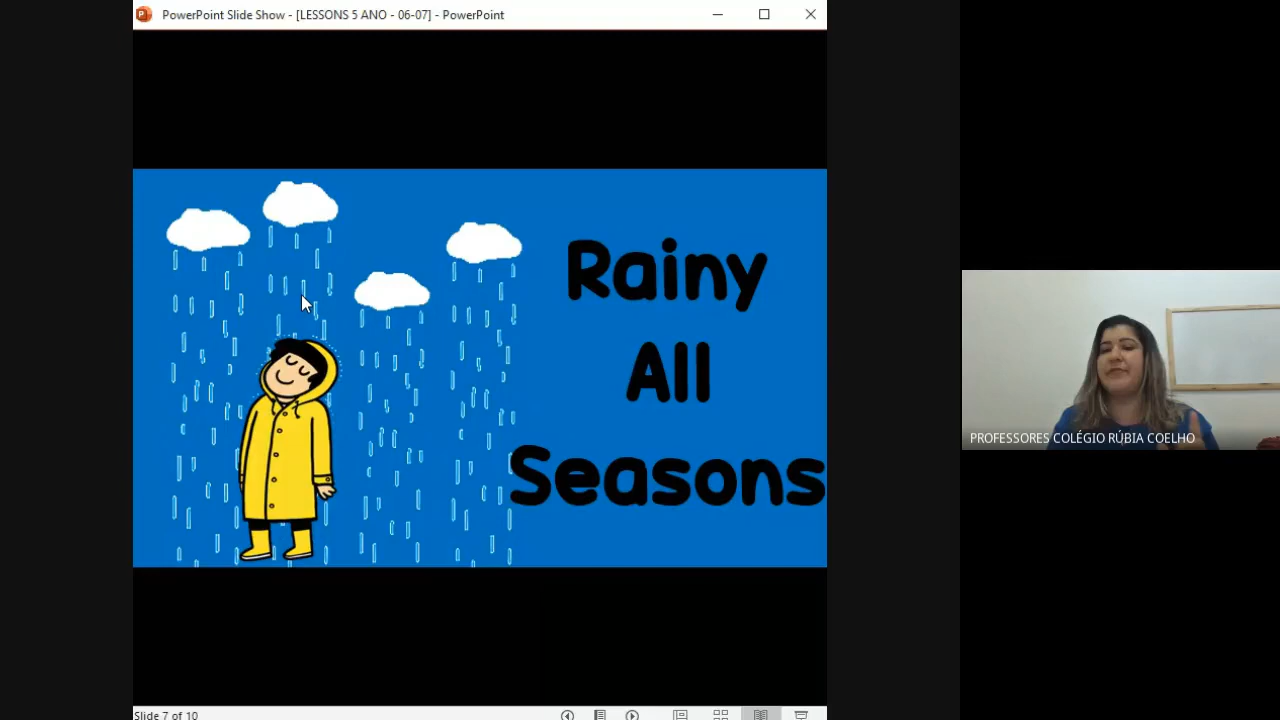 PowerPoint Slide Show - [LESSONS 5 ANO - 06-07] - PowerPoint
Rainy
All
Seasons
PROFESSORES COLÉGIO RÚBIA COELHO
Slide 7 of 10